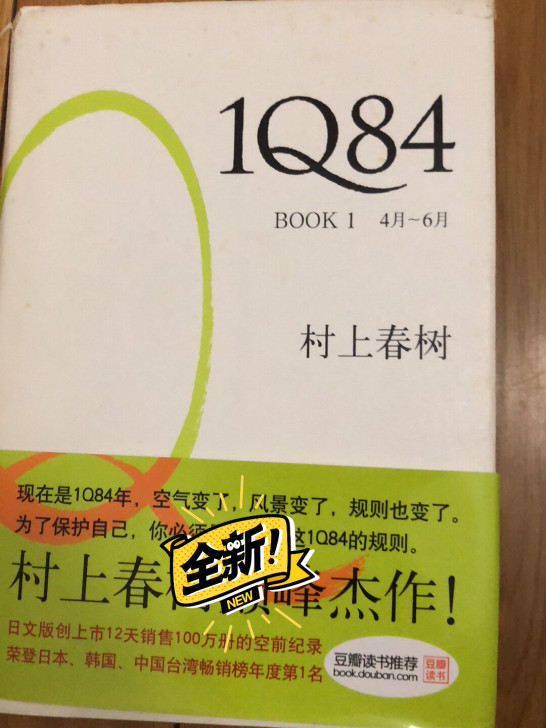 1Q84
BOOK 1 4月~6月
村上春树
现在是1Q84年，空气变了，风景变了，规则也变了。
为了保护自己，你必须 这1Q84的规则。
全新!
NEW
村上春 巅峰杰作!
日文版创上市12天销售100万册的空前纪录
荣登日本、韩国、中国台湾畅销榜年度第1名
豆瓣读书推荐
book.douban.com
豆瓣
读书